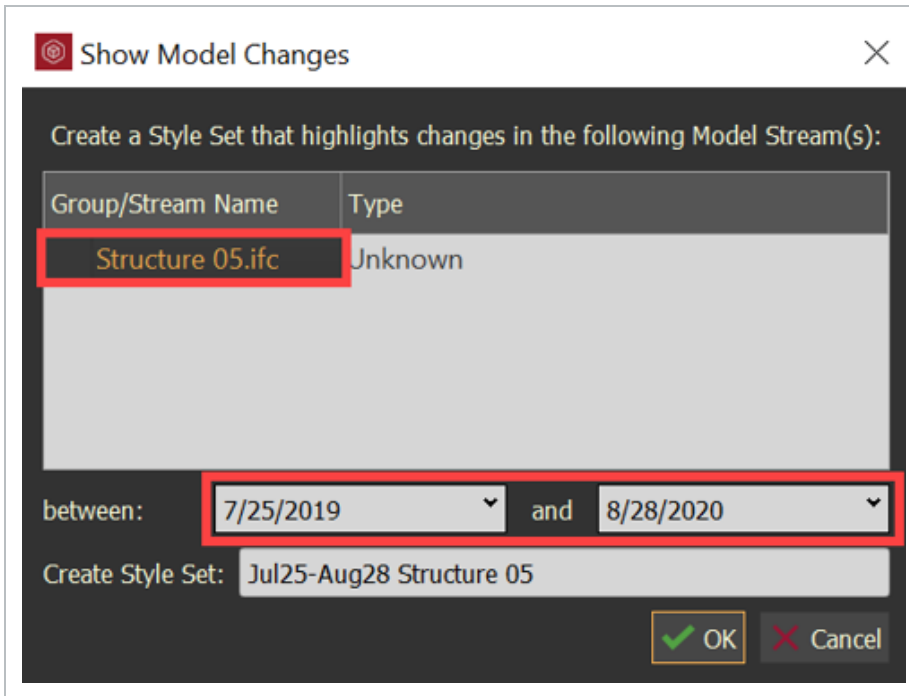 Show Model Changes
Create a Style Set that highlights changes in the following Model Stream(s):
Group/Stream Name Type
Structure 05.ifc Unknown
between: 7/25/2019 and 8/28/2020
Create Style Set: Jul25-Aug28 Structure 05
OK Cancel